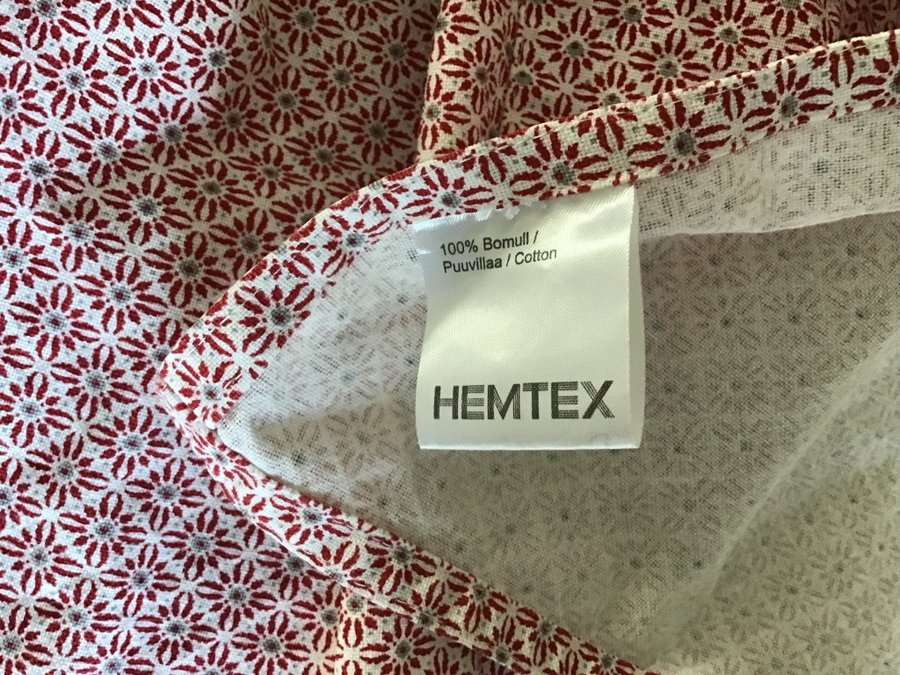 100% Bomull /
Puuvillaa / Cotton
HEMTEX